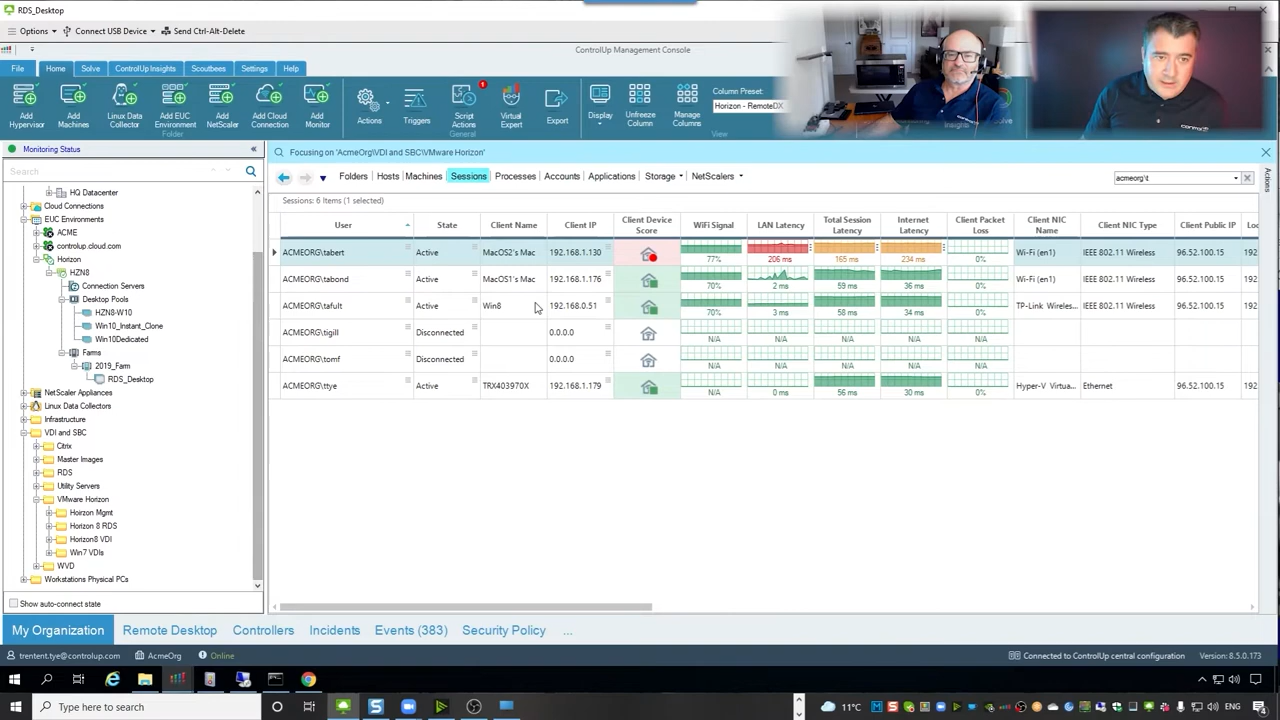 RDS_Desktop
Options Connect USB Device Send Ctrl-Alt-Delete
ControlUp Management Console
File Home Solve ControlUp Insights Scoutbees Settings Help
Add Hypervisor
Add Machines
Linux Data Collector
Add EUC Environment
Add NetScaler
Add Cloud Connection
Add Monitor
Actions
Triggers
Script Actions
1
Virtual Expert
Export
Display
Unfreeze Column
Manage Columns
Column Preset:
Horizon - RemoteDX
Folder
General
View
Insights
Monitoring Status
Focusing on 'AcmeOrg\VDI and SBC\VMware Horizon'
Search
Folders Hosts Machines Sessions Processes Accounts Applications Storage NetScalers
acmeorg\t
Actions
Sessions: 6 Items (1 selected)
HQ Datacenter
Cloud Connections
EUC Environments
ACME
controlup.cloud.com
Horizon
HZN8
Connection Servers
Desktop Pools
HZN8-W10
Win10_Instant_Clone
Win10Dedicated
Farms
2019_Farm
RDS_Desktop
NetScaler Appliances
Linux Data Collectors
Infrastructure
VDI and SBC
Citrix
Master Images
RDS
Utility Servers
VMware Horizon
Hoirzon Mgmt
Horizon 8 RDS
Horizon8 VDI
Win7 VDIs
WVD
Workstations Physical PCs
Show auto-connect state
User State Client Name Client IP Client Device Score WiFi Signal LAN Latency Total Session Latency Internet Latency Client Packet Loss Client NIC Name Client NIC Type Client Public IP Loc
ACMEORG\tabert Active MacOS2's Mac 192.168.1.130 77% 206 ms 165 ms 234 ms 0% Wi-Fi (en1) IEEE 802.11 Wireless 96.52.100.15 192
ACMEORG\tabond Active MacOS1's Mac 192.168.1.176 70% 2 ms 59 ms 36 ms 0% Wi-Fi (en1) IEEE 802.11 Wireless 96.52.100.15 192
ACMEORG\tafult Active Win8 192.168.0.51 70% 3 ms 58 ms 34 ms 0% TP-Link Wireles... IEEE 802.11 Wireless 96.52.100.15 192
ACMEORG\tigill Disconnected 0.0.0.0 N/A N/A N/A N/A N/A
ACMEORG\tomf Disconnected 0.0.0.0 N/A N/A N/A N/A N/A
ACMEORG\ttye Active TRX403970X 192.168.1.179 N/A 0 ms 56 ms 30 ms 0% Hyper-V Virtua... Ethernet 96.52.100.15 192
My Organization Remote Desktop Controllers Incidents Events (383) Security Policy ...
trentent.tye@controlup.com AcmeOrg Online
Connected to ControlUp central configuration Version: 8.5.0.173
Type here to search
11°C